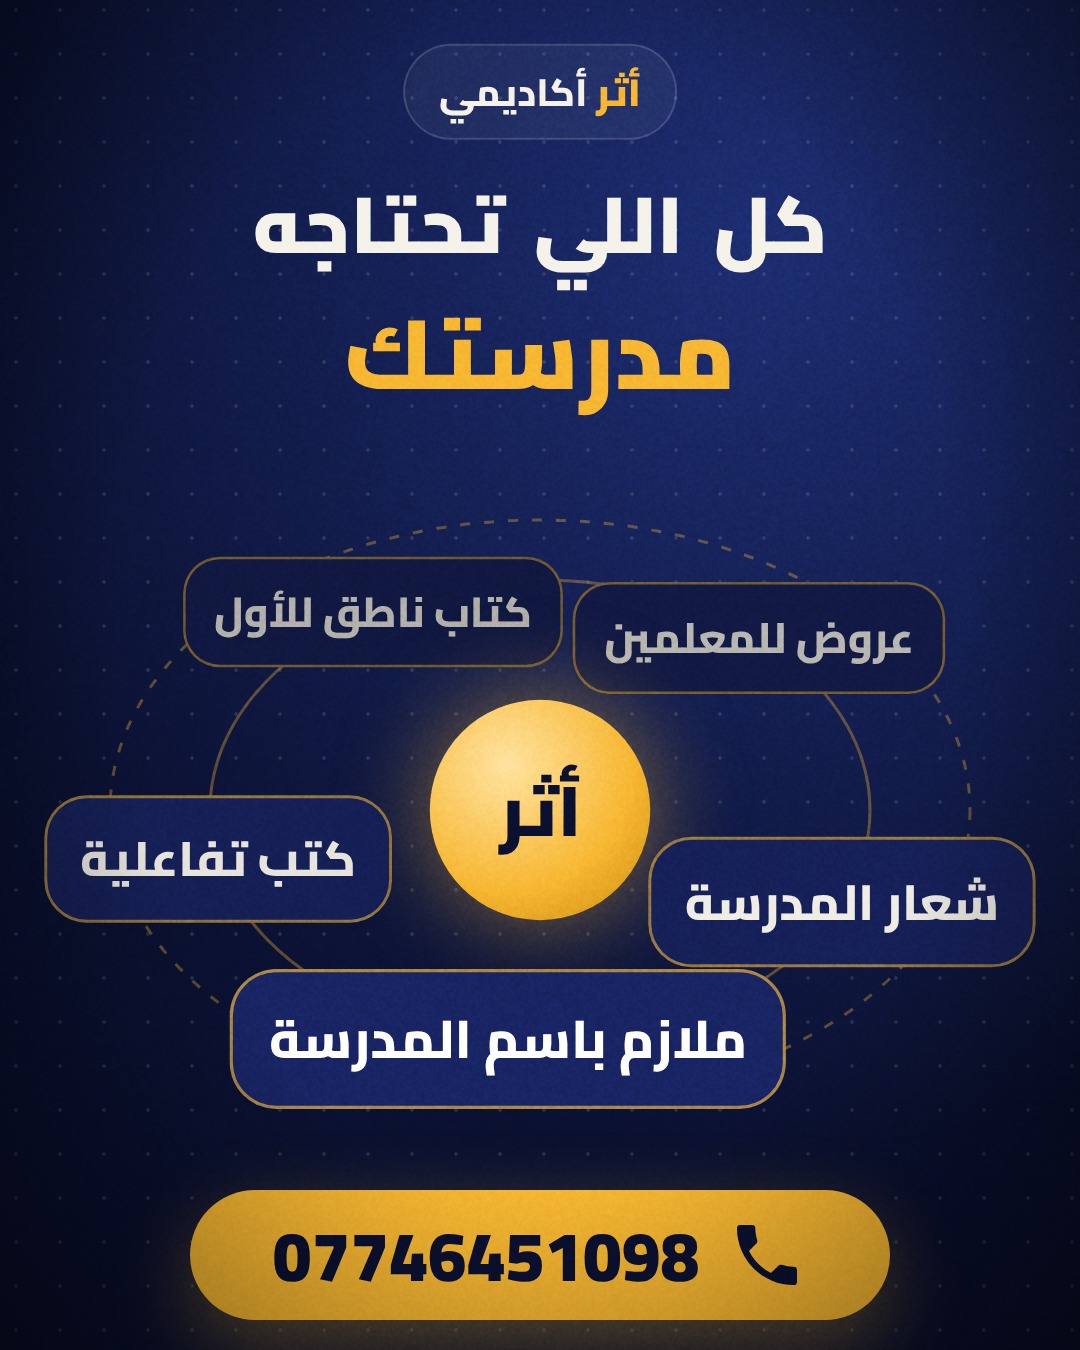 أثر أكاديمي
كل اللي تحتاجه
مدرستك
كتاب ناطق للأول
عروض للمعلمين
أثر
كتب تفاعلية
شعار المدرسة
ملازم باسم المدرسة
07746451098